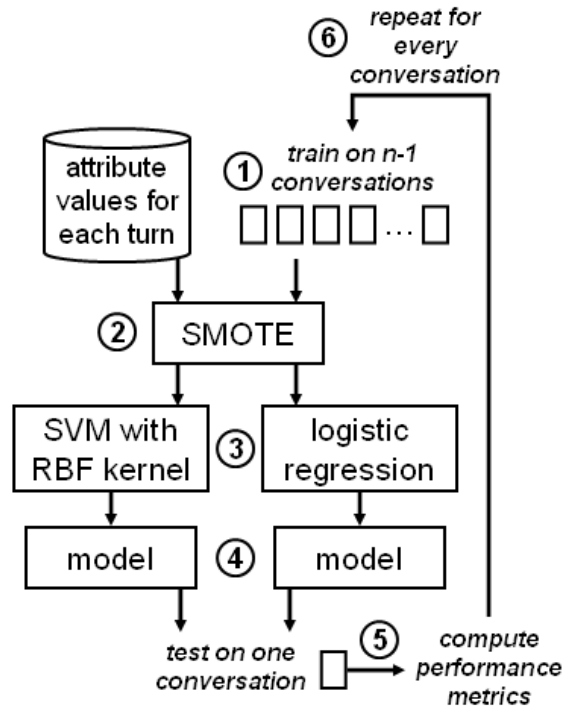 ⑥ repeat for
every
conversation
attribute
values for
each turn
① train on n-1
conversations
...
② SMOTE
SVM with
RBF kernel
③
logistic
regression
model
④
model
test on one
conversation
⑤
compute
performance
metrics